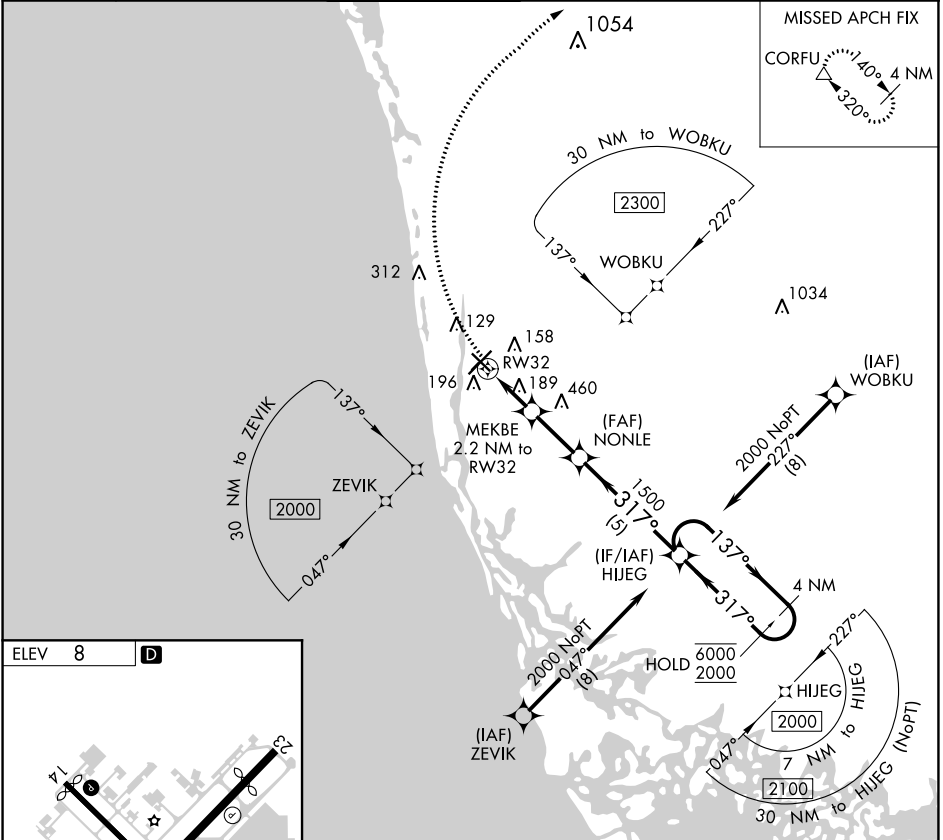 1054
MISSED APCH FIX
CORFU
140°
4 NM
320°
30 NM to WOBKU
2300
137°
227°
WOBKU
312
129
158
RW32
196
189
460
1034
(IAF)
WOBKU
2000 NoPT
227°
(8)
MEKBE
2.2 NM to
RW32
(FAF)
NONLE
30 NM to ZEVIK
137°
ZEVIK
2000
047°
1500
317°
(5)
(IF/IAF)
HIJEG
137°
317°
4 NM
HOLD
6000
2000
2000 NoPT
047°
(8)
(IAF)
ZEVIK
227°
HIJEG
047°
2000
7 NM to HIJEG
2100
30 NM to HIJEG (NoPT)
ELEV 8
D
14
P
23
P